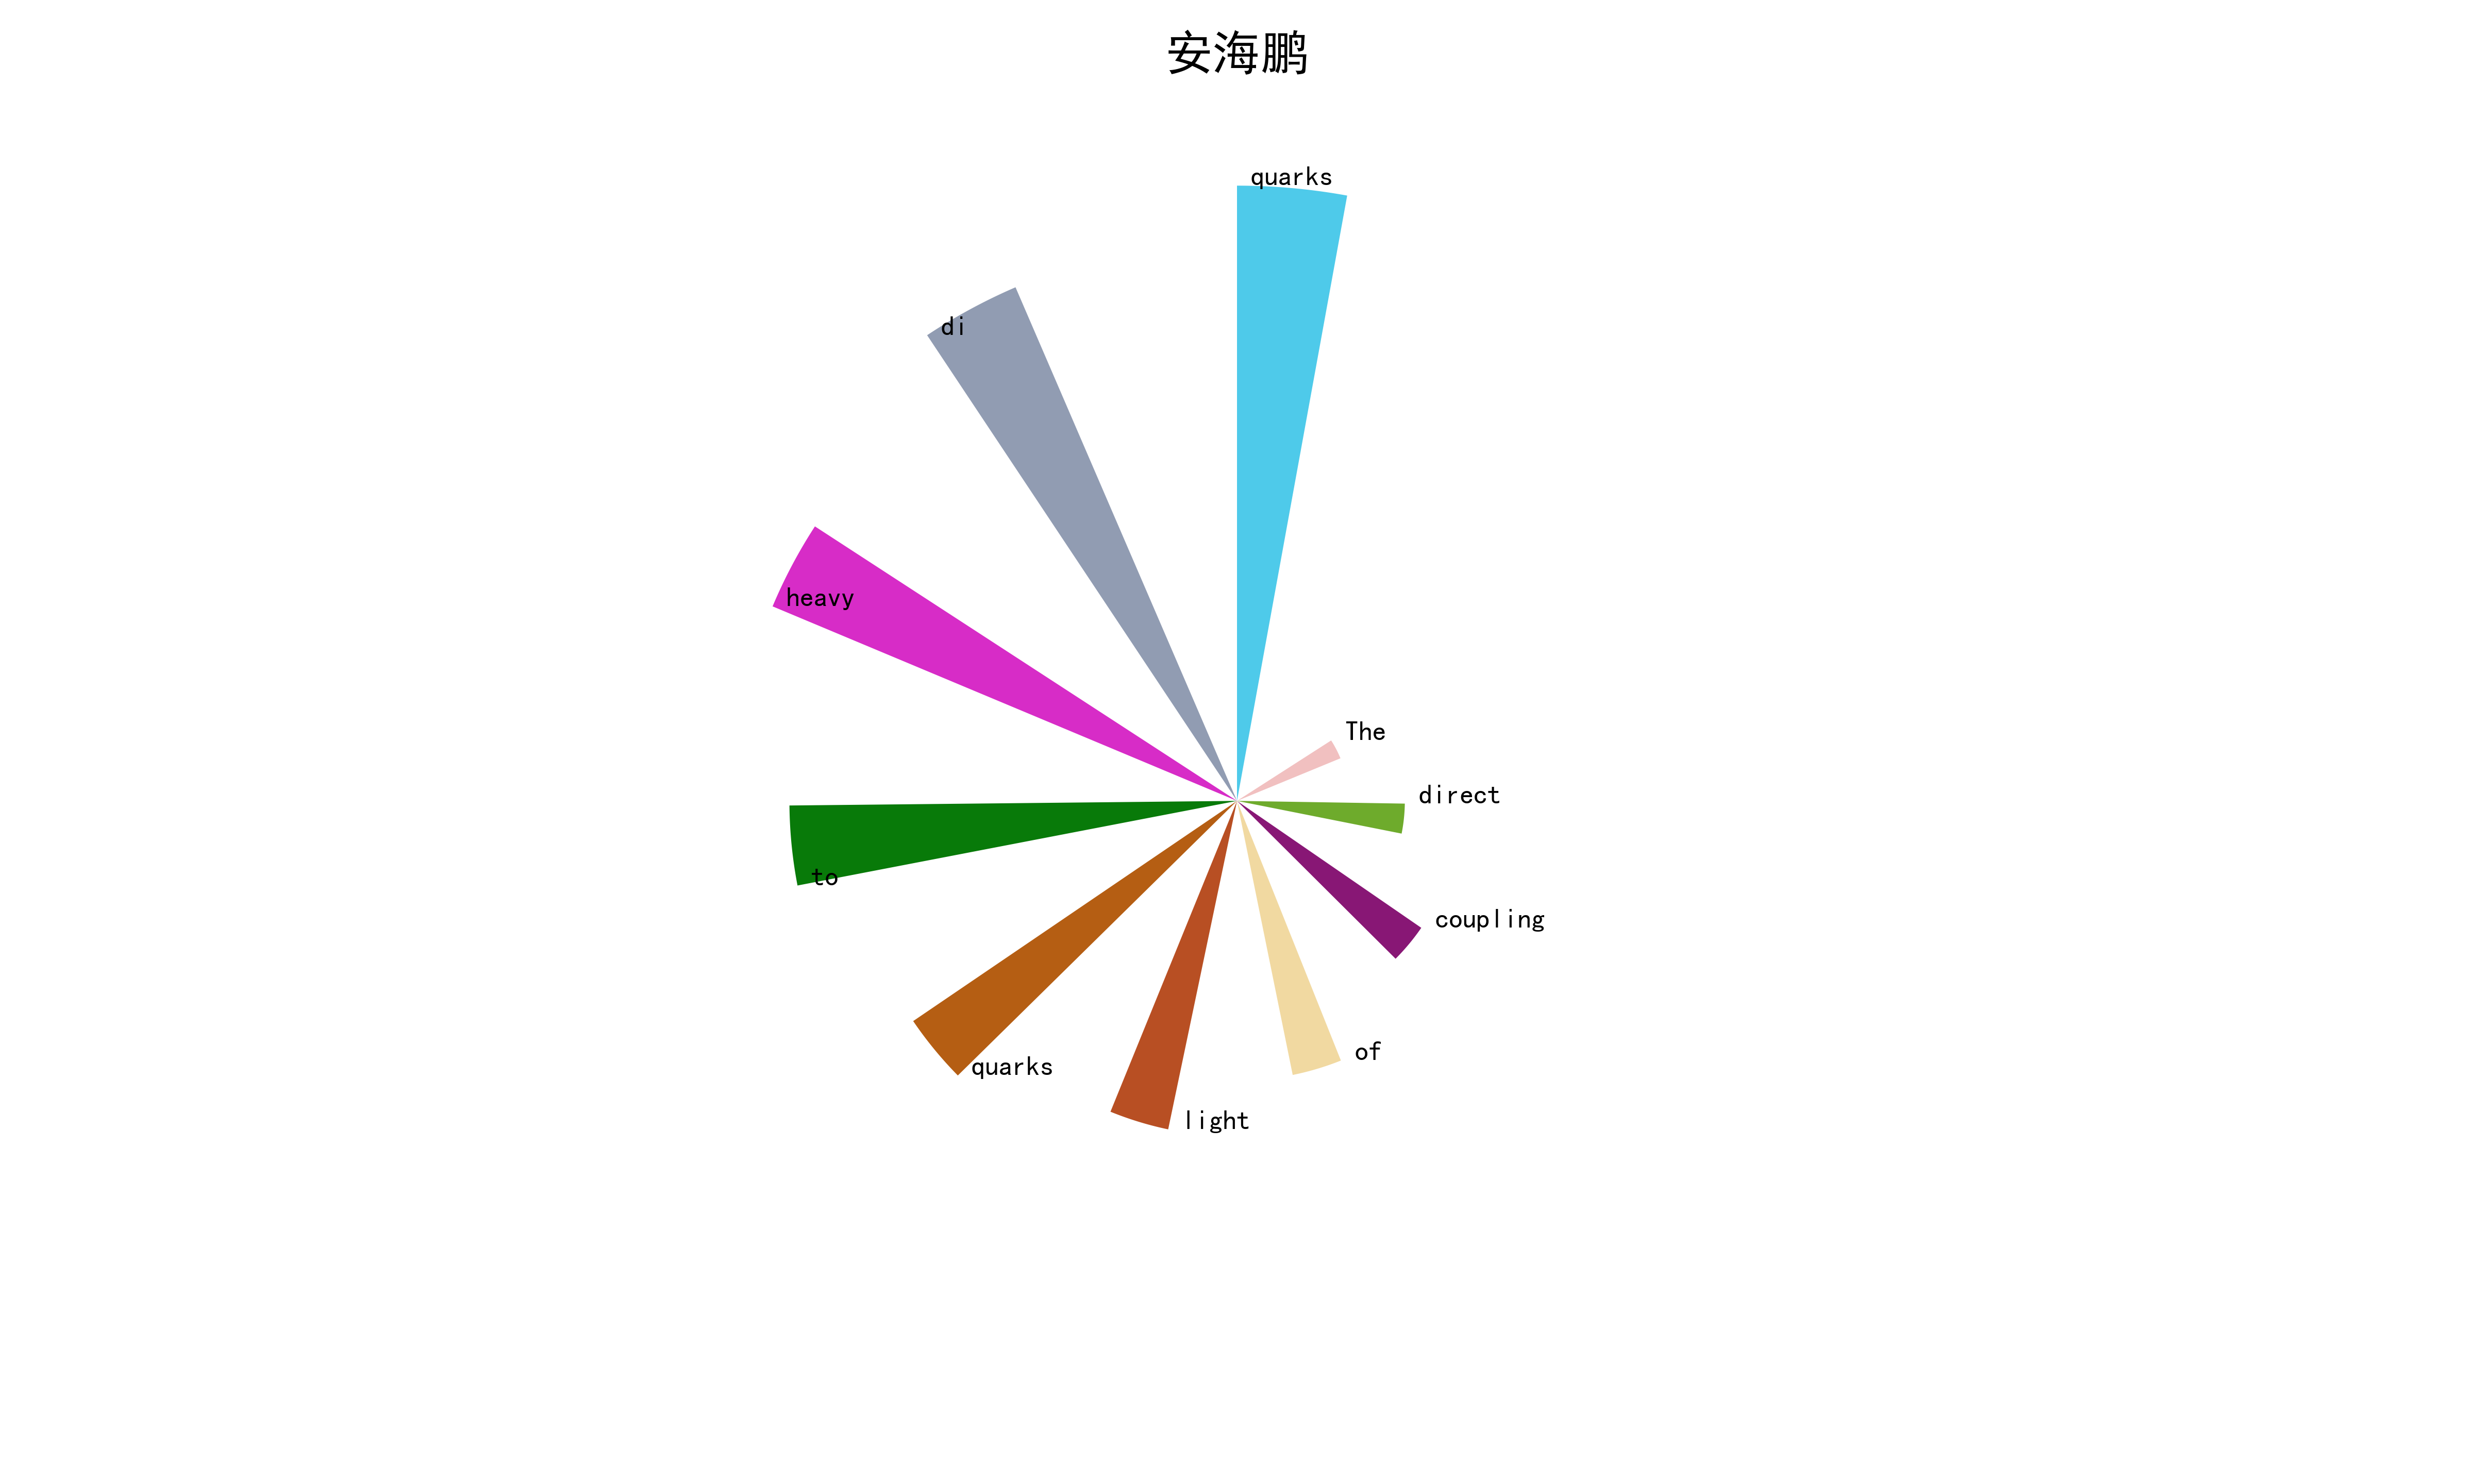 安海鹏
quarks
di
heavy
The
direct
to
coupling
of
quarks
light